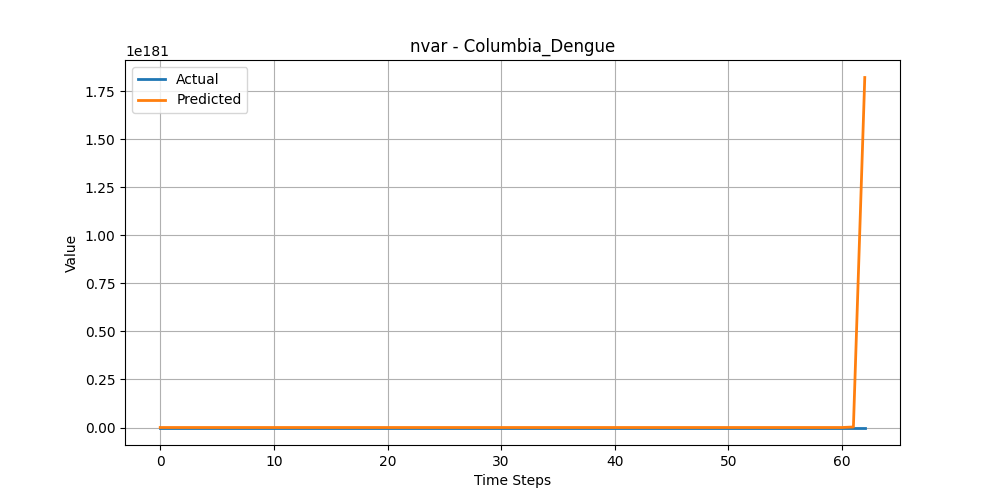 nvar - Columbia_Dengue
1e181
Actual
Predicted
1.75
1.50
1.25
1.00
0.75
0.50
0.25
0.00
Value
0 10 20 30 40 50 60
Time Steps